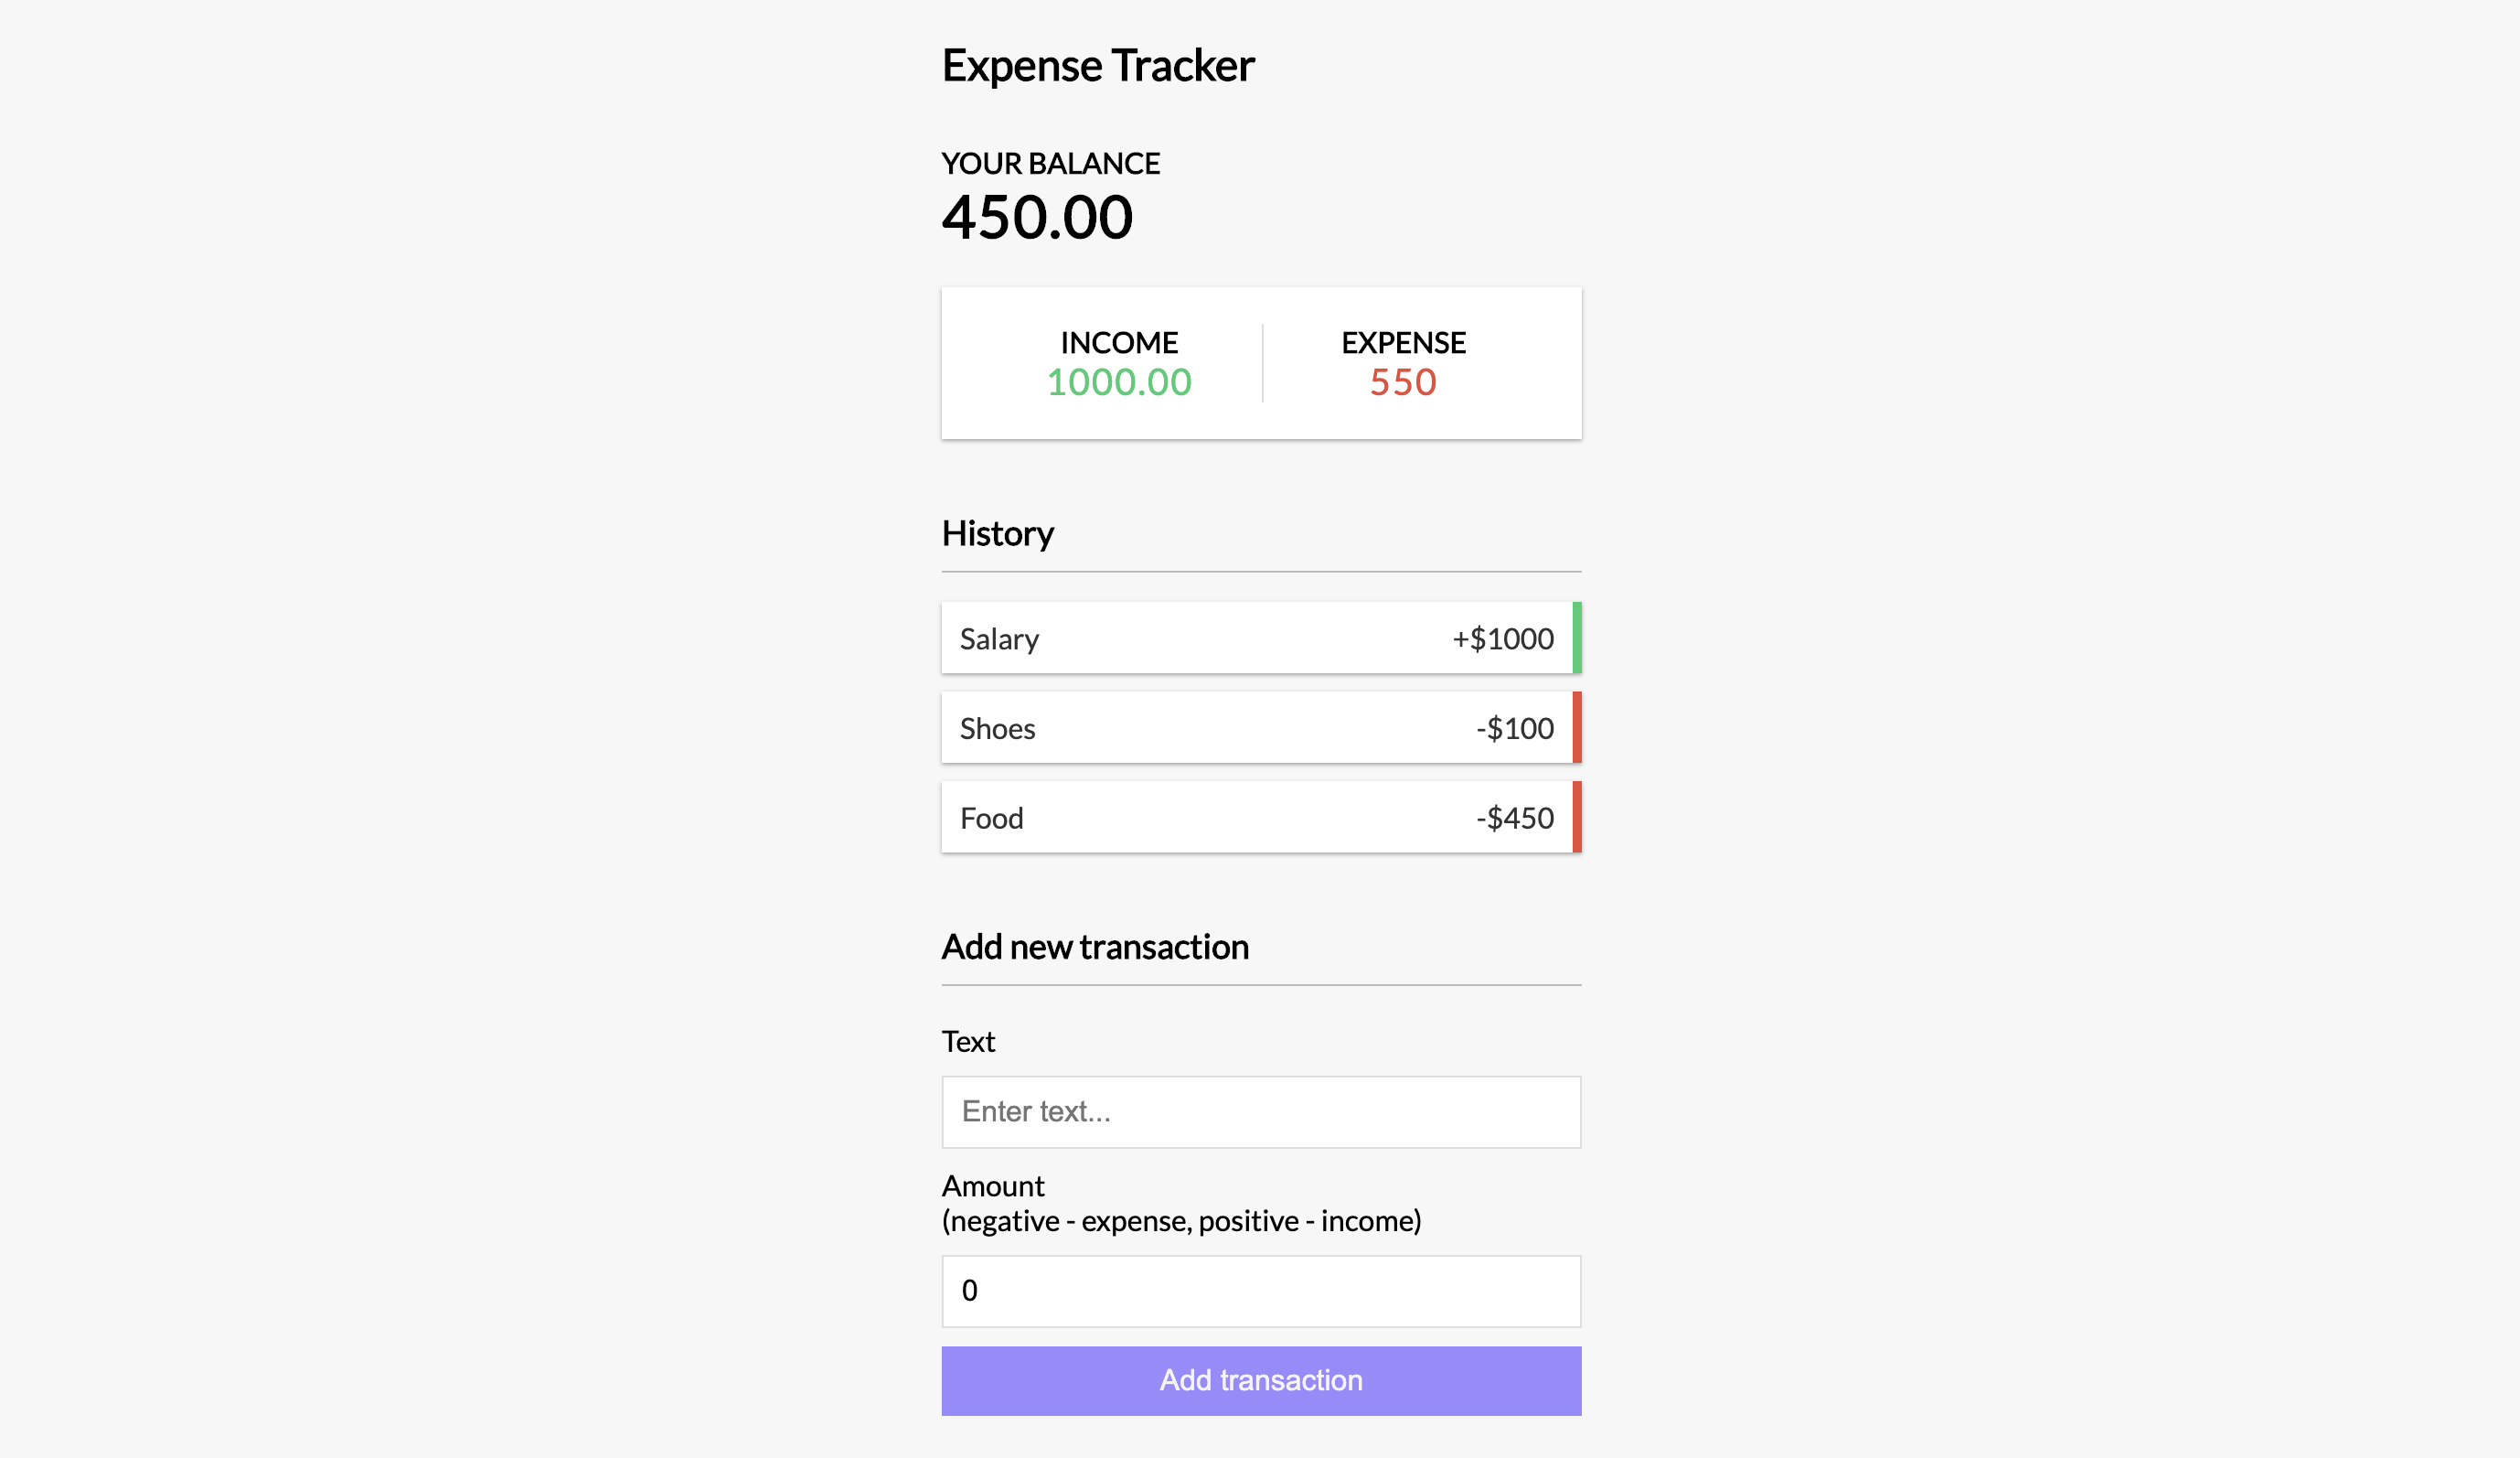 Expense Tracker
YOUR BALANCE
450.00
INCOME
1000.00
EXPENSE
550
History
Salary +$1000
Shoes -$100
Food -$450
Add new transaction
Text
Enter text...
Amount
(negative - expense, positive - income)
0
Add transaction